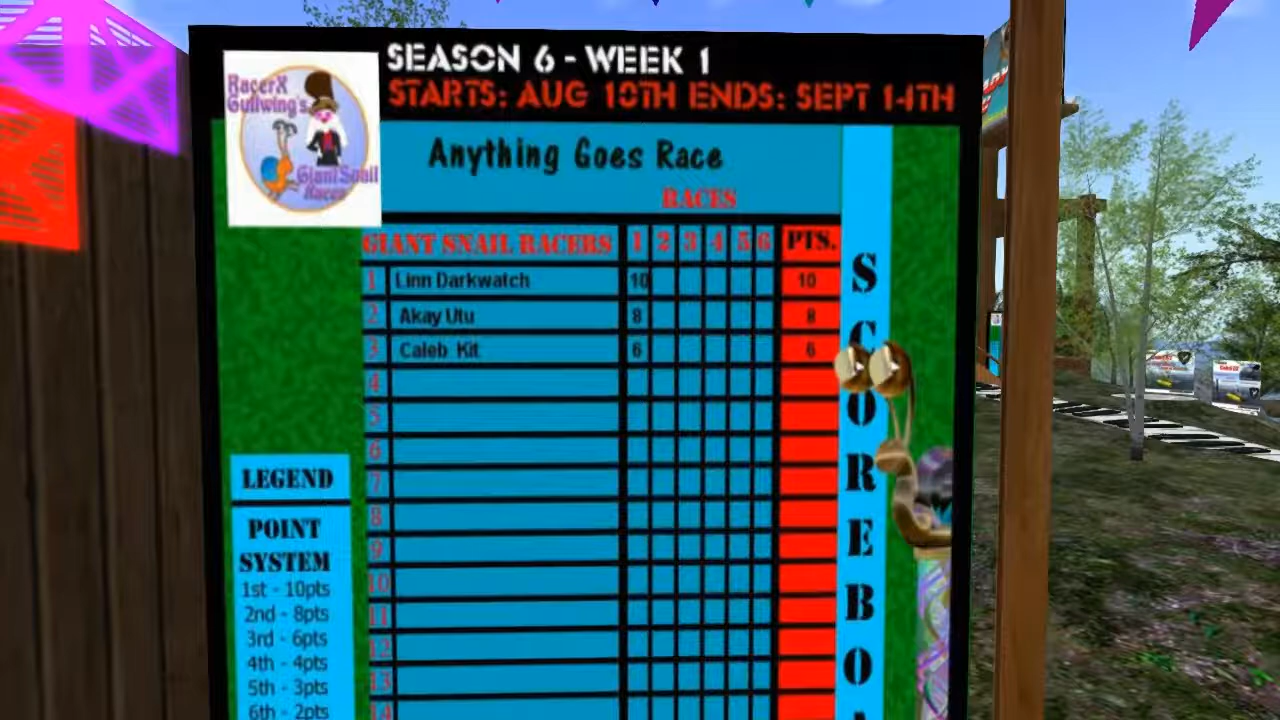 SEASON 6 - WEEK 1
STARTS: AUG 10TH ENDS: SEPT 14TH
RacerX
Gullwing's
Giant Snail
Races
Anything Goes Race
RACES
GIANT SNAIL RACERS 1 2 3 4 5 6 PTS.
1 Linn Darkwatch 10 10
2 Akay Utu 8 8
3 Caleb Kit 6 6
4
5
6
7
8
9
10
11
12
13
14
LEGEND
POINT
SYSTEM
1st - 10pts
2nd - 8pts
3rd - 6pts
4th - 4pts
5th - 3pts
6th - 2pts
S
C
O
R
E
B
O